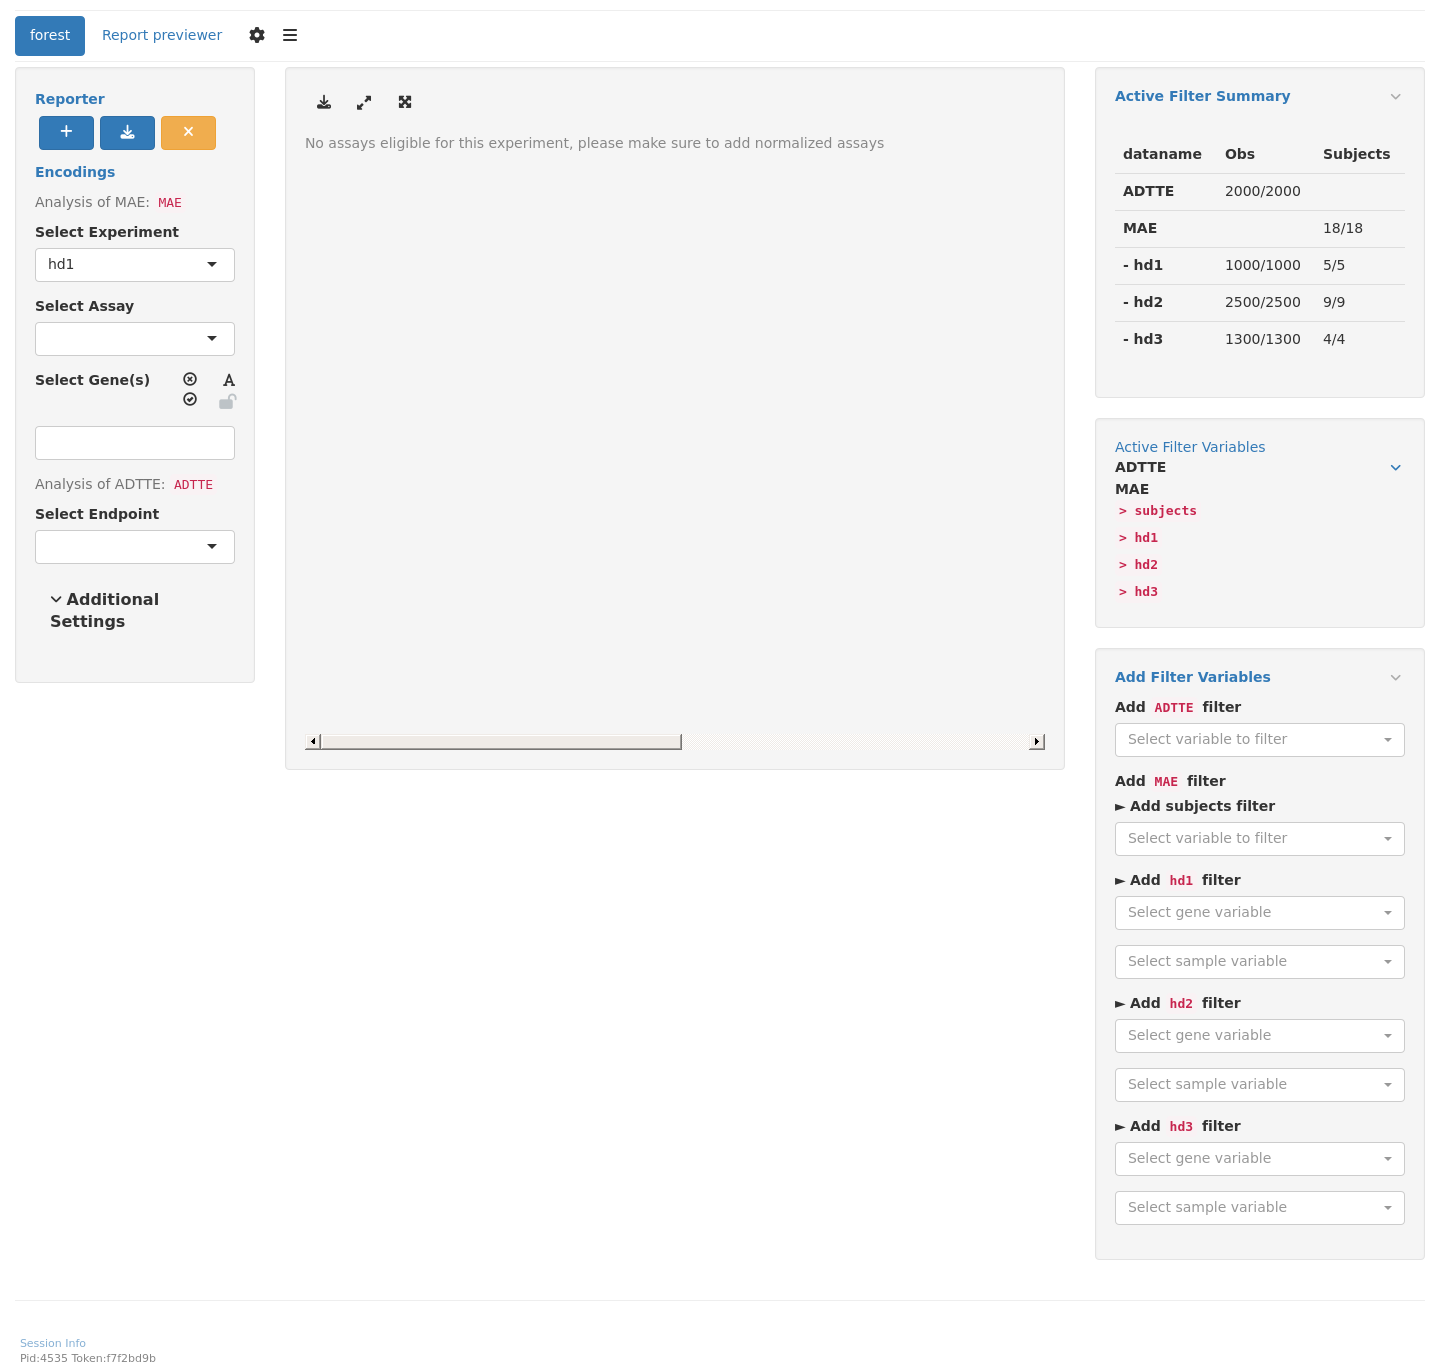 forest
Report previewer
Reporter
Encodings
Analysis of MAE: MAE
Select Experiment
hd1
Select Assay
Select Gene(s)
Analysis of ADTTE: ADTTE
Select Endpoint
Additional
Settings
No assays eligible for this experiment, please make sure to add normalized assays
Active Filter Summary
dataname Obs Subjects
ADTTE 2000/2000
MAE 18/18
- hd1 1000/1000 5/5
- hd2 2500/2500 9/9
- hd3 1300/1300 4/4
Active Filter Variables
ADTTE
MAE
> subjects
> hd1
> hd2
> hd3
Add Filter Variables
Add ADTTE filter
Select variable to filter
Add MAE filter
► Add subjects filter
Select variable to filter
► Add hd1 filter
Select gene variable
Select sample variable
► Add hd2 filter
Select gene variable
Select sample variable
► Add hd3 filter
Select gene variable
Select sample variable
Session Info
Pid:4535 Token:f7f2bd9b